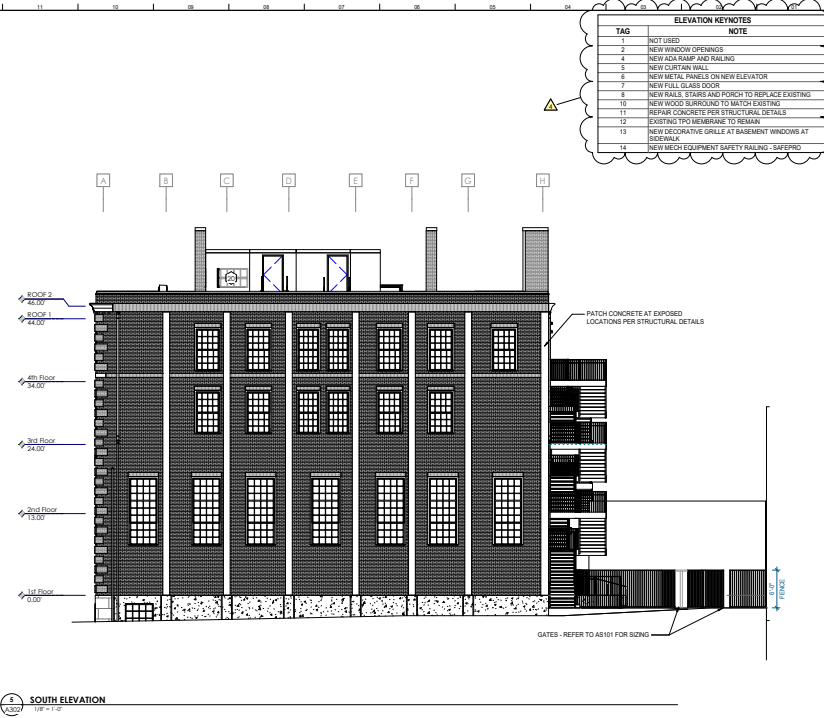 11 10 09 08 07 06 05 04 03 02 01
ELEVATION KEYNOTES
TAG NOTE
1 NOT USED
2 NEW WINDOW OPENINGS
4 NEW ADA RAMP AND RAILING
5 NEW CURTAIN WALL
6 NEW METAL PANELS ON NEW ELEVATOR
7 NEW FULL GLASS DOOR
8 NEW RAILS, STAIRS AND PORCH TO REPLACE EXISTING
10 NEW WOOD SURROUND TO MATCH EXISTING
11 REPAIR CONCRETE PER STRUCTURAL DETAILS
12 EXISTING TPO MEMBRANE TO REMAIN
13 NEW DECORATIVE GRILLE AT BASEMENT WINDOWS AT
SIDEWALK
14 NEW MECH EQUIPMENT SAFETY RAILING - SAFEPRO
4
A B C D E F G H
20
ROOF 2
46.00'
ROOF 1
44.00'
PATCH CONCRETE AT EXPOSED
LOCATIONS PER STRUCTURAL DETAILS
4th Floor
34.00'
3rd Floor
24.00'
2nd Floor
13.00'
1st Floor
0.00'
6'-0"
FENCE
GATES - REFER TO AS101 FOR SIZING
5
A302
SOUTH ELEVATION
1/8" = 1'-0"